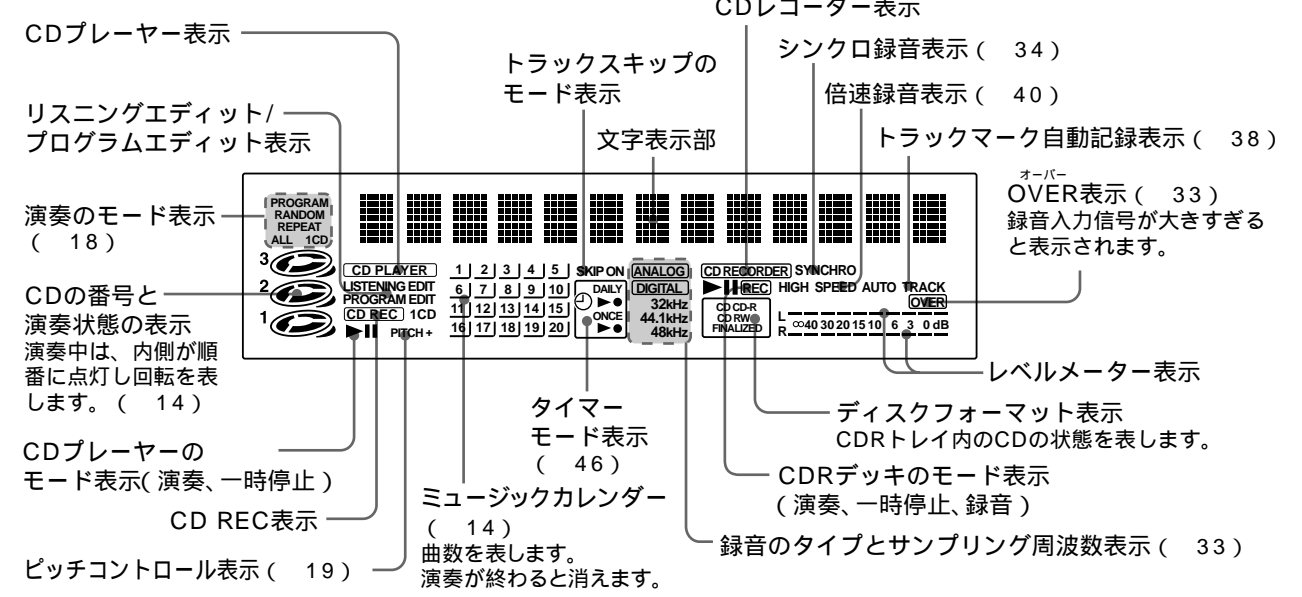 CDレコーダー表示
CDプレーヤー表示
シンクロ録音表示( 34)
トラックスキップの
モード表示
倍速録音表示( 40)
リスニングエディット/
プログラムエディット表示
文字表示部
トラックマーク自動記録表示( 38)
オーバー
OVER表示( 33)
録音入力信号が大きすぎる
と表示されます。
演奏のモード表示
( 18)
PROGRAM
RANDOM
REPEAT
ALL 1CD
3
2
1
CD PLAYER
LISTENING EDIT
PROGRAM EDIT
CD REC 1CD
PITCH +
1 2 3 4 5
6 7 8 9 10
11 12 13 14 15
16 17 18 19 20
SKIP ON
DAILY
ONCE
ANALOG
DIGITAL
32kHz
44.1kHz
48kHz
CD RECORDER SYNCHRO
REC HIGH SPEED AUTO TRACK
OVER
CD CD-R
CD RW
FINALIZED
L
R ∞ 40 30 20 15 10 6 3 0 dB
CDの番号と
演奏状態の表示
演奏中は、内側が順
番に点灯し回転を表
します。( 14)
レベルメーター表示
ディスクフォーマット表示
CDRトレイ内のCDの状態を表します。
タイマー
モード表示
( 46)
CDプレーヤーの
モード表示(演奏、一時停止)
CDRデッキのモード表示
(演奏、一時停止、録音)
ミュージックカレンダー
( 14)
曲数を表します。
演奏が終わると消えます。
CD REC表示
録音のタイプとサンプリング周波数表示( 33)
ピッチコントロール表示( 19)